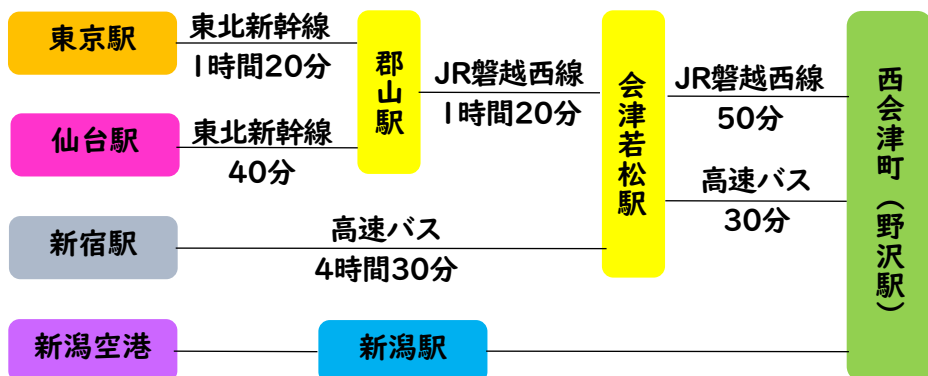 東京駅
東北新幹線
1時間20分
郡山駅
JR磐越西線
1時間20分
会津若松駅
JR磐越西線
50分
西会津町(野沢駅)
仙台駅
東北新幹線
40分
高速バス
30分
新宿駅
高速バス
4時間30分
新潟空港
新潟駅